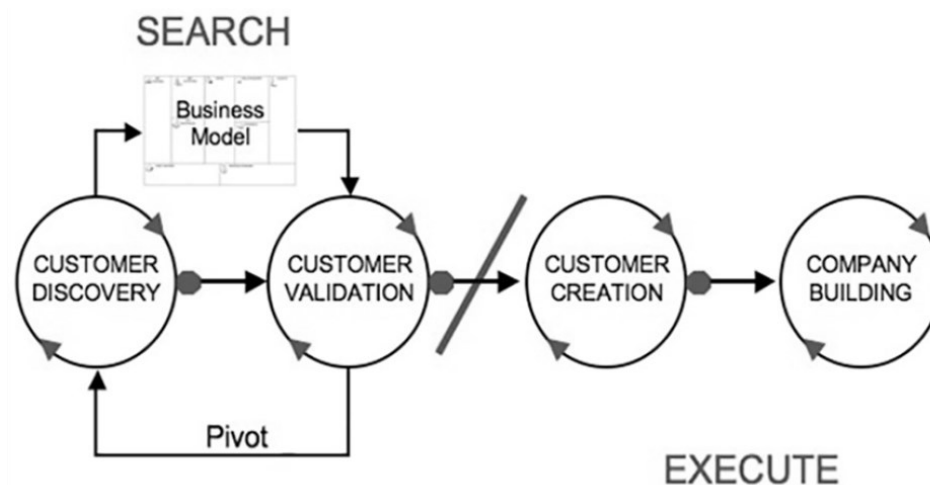 SEARCH
Business
Model
CUSTOMER
DISCOVERY
CUSTOMER
VALIDATION
CUSTOMER
CREATION
COMPANY
BUILDING
Pivot
EXECUTE